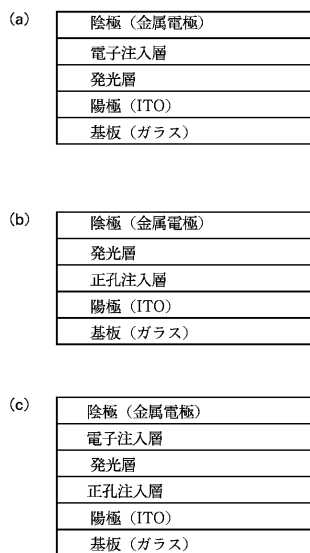 (a)
陰極（金属電極）
電子注入層
発光層
陽極（ITO）
基板（ガラス）
(b)
陰極（金属電極）
発光層
正孔注入層
陽極（ITO）
基板（ガラス）
(c)
陰極（金属電極）
電子注入層
発光層
正孔注入層
陽極（ITO）
基板（ガラス）